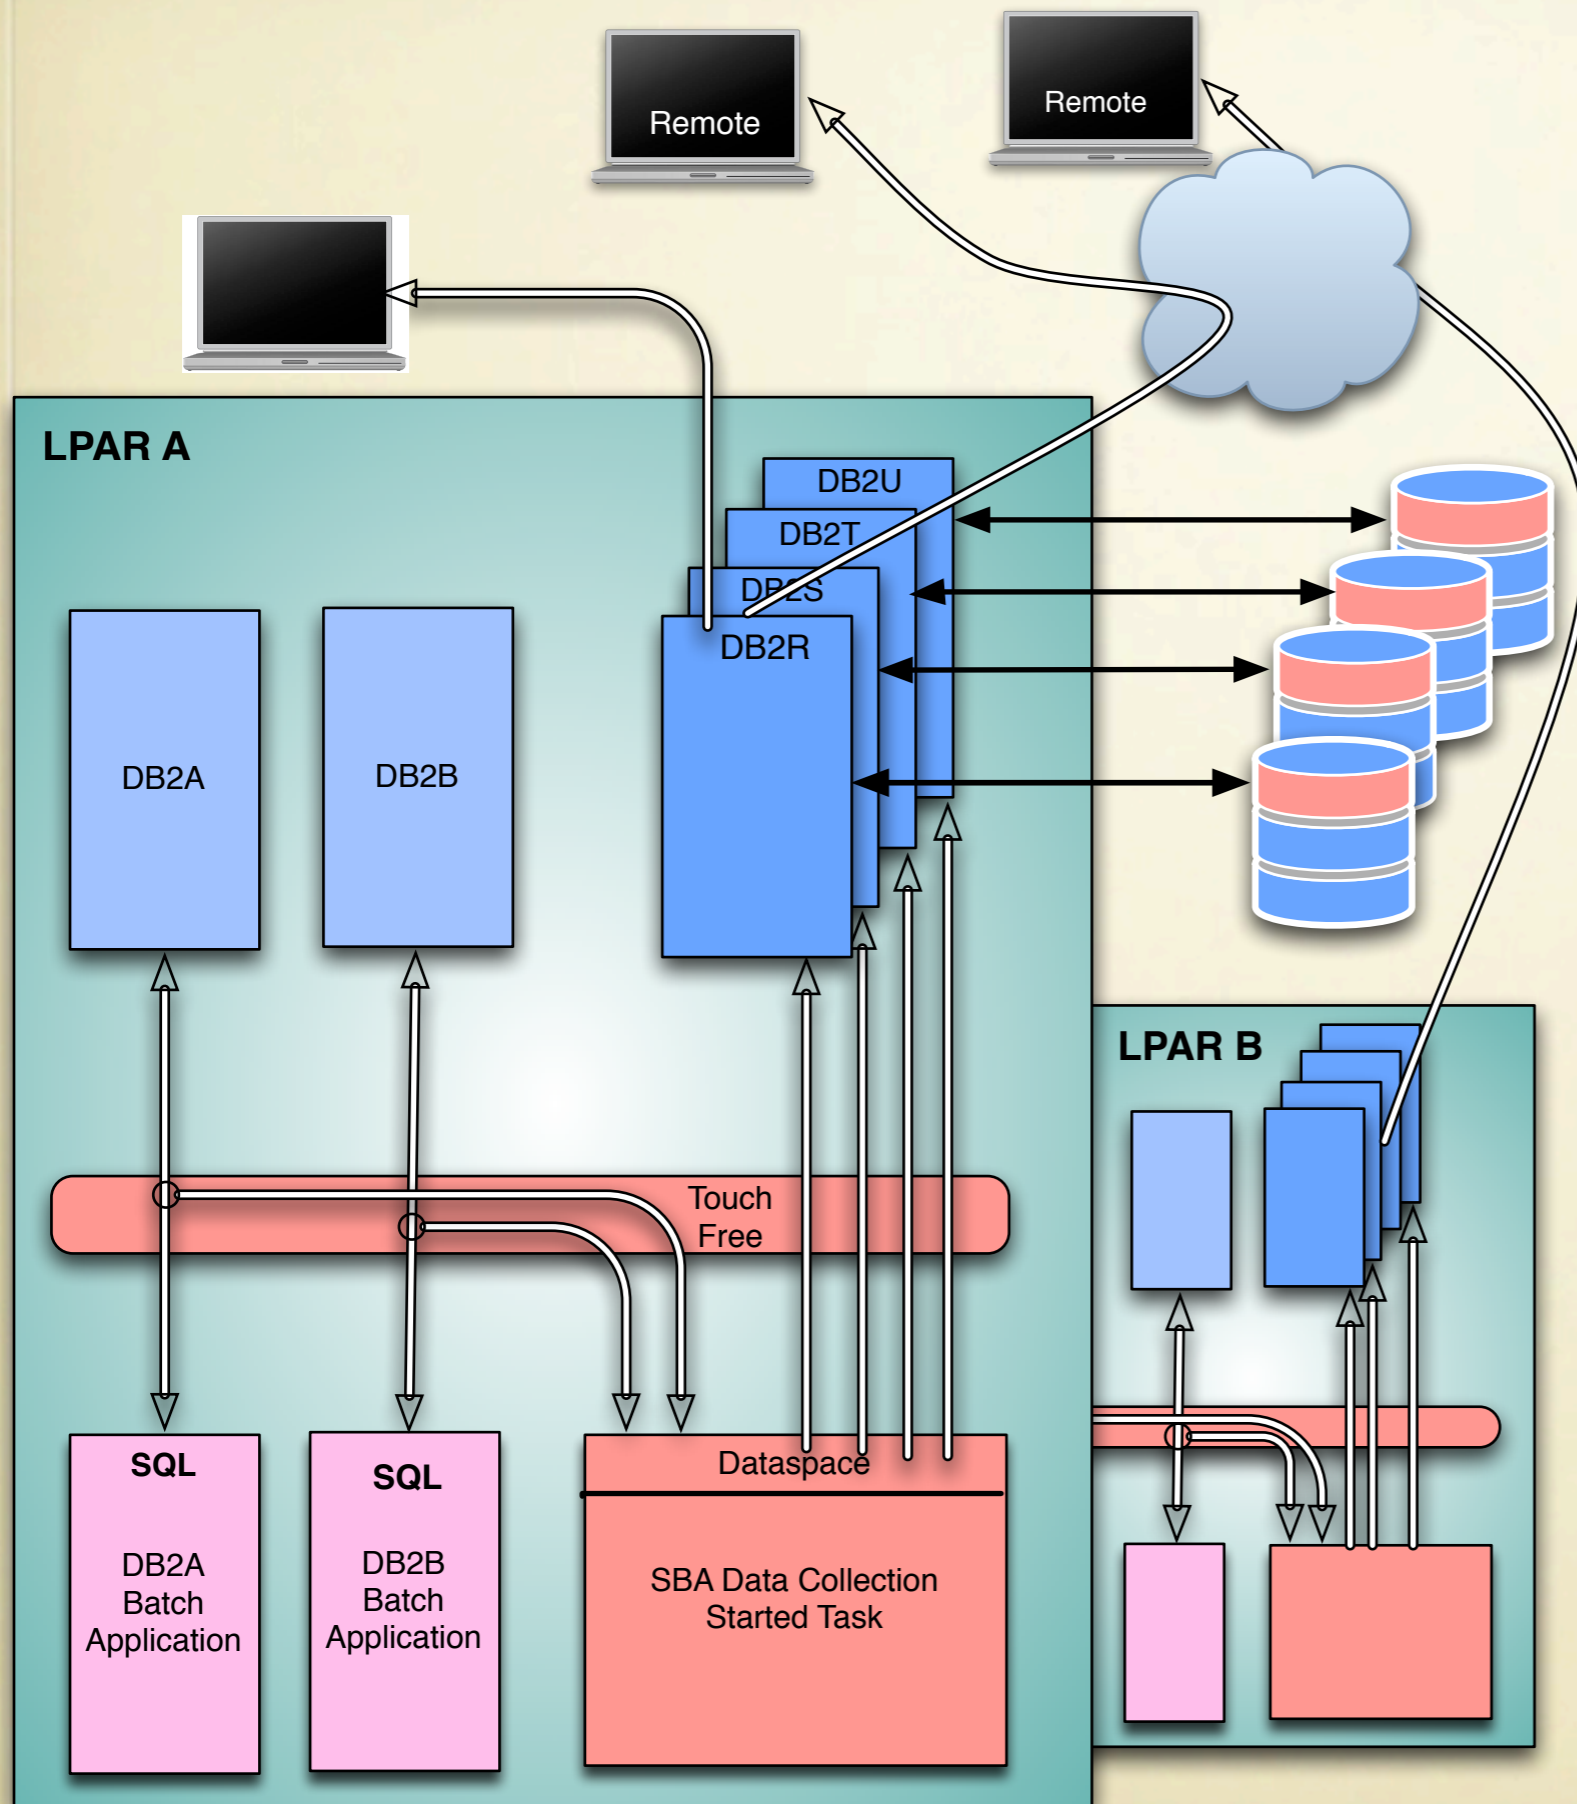 Remote
Remote
LPAR A
DB2U
DB2T
DB2S
DB2R
DB2A
DB2B
LPAR B
Touch
Free
SQL
DB2A
Batch
Application
SQL
DB2B
Batch
Application
Dataspace
SBA Data Collection
Started Task